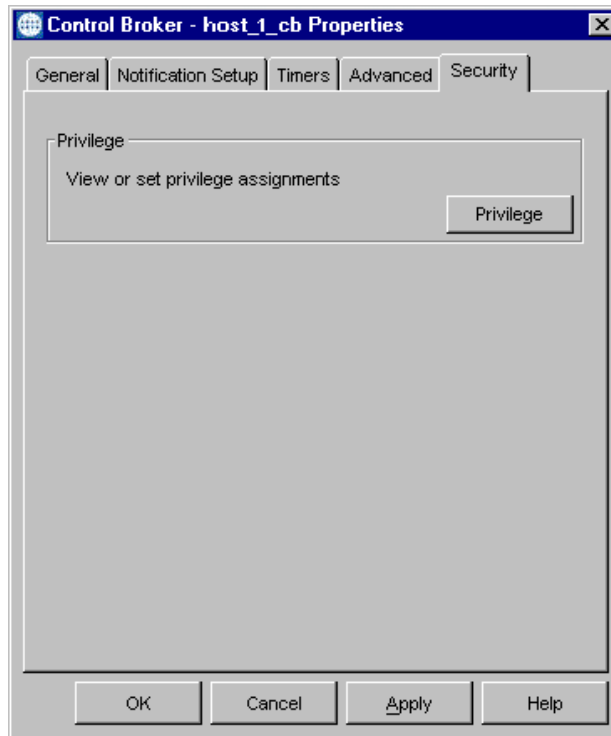 Control Broker - host_1_cb Properties
General Notification Setup Timers Advanced Security
Privilege
View or set privilege assignments
Privilege
OK Cancel Apply Help